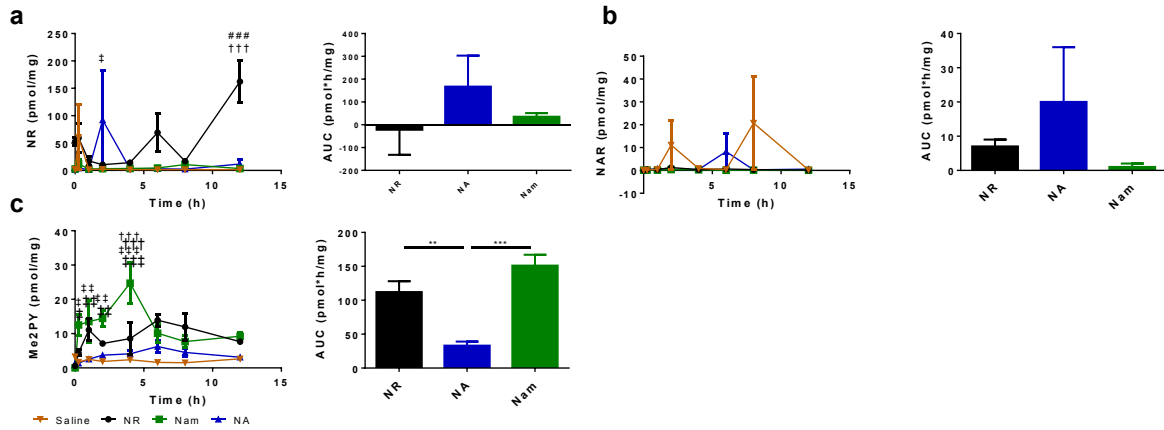 a
NR (pmol/mg)
250
200
150
100
50
0
‡
###
†††
0
5
10
15
Time (h)
AUC (pmol*h/mg)
400
300
200
100
0
-100
-200
NR
NA
Nam
b
NAR (pmol/mg)
50
40
30
20
10
0
-10
5
10
15
Time (h)
AUC (pmol*h/mg)
40
30
20
10
0
NR
NA
Nam
c
Me2PY (pmol/mg)
40
30
20
10
0
0
5
10
15
Time (h)
AUC (pmol*h/mg)
200
150
100
50
0
**
***
NR
NA
Nam
Saline NR Nam NA